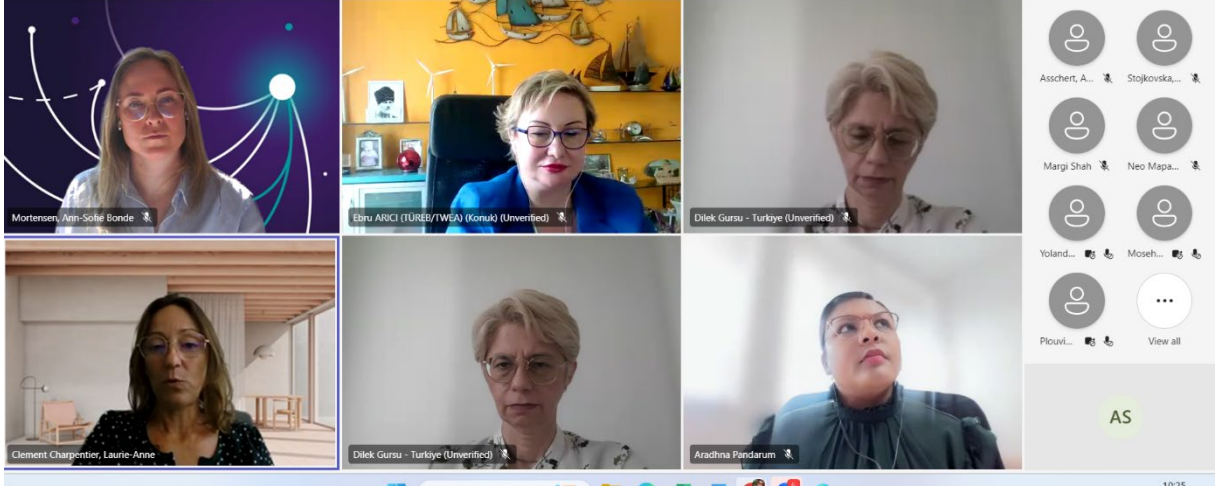 Mortensen, Ann-Sofie Bonde
Ebru ARICI (TÜREB/TWEA) (Konuk) (Unverified)
Dilek Gursu - Turkiye (Unverified)
Asschert, A...
Stojkovska,...
Margi Shah
Neo Mapa...
Yoland...
Moseh...
Plouvi...
View all
Clement Charpentier, Laurie-Anne
Dilek Gursu - Turkiye (Unverified)
Aradhna Pandarum
AS
10:25